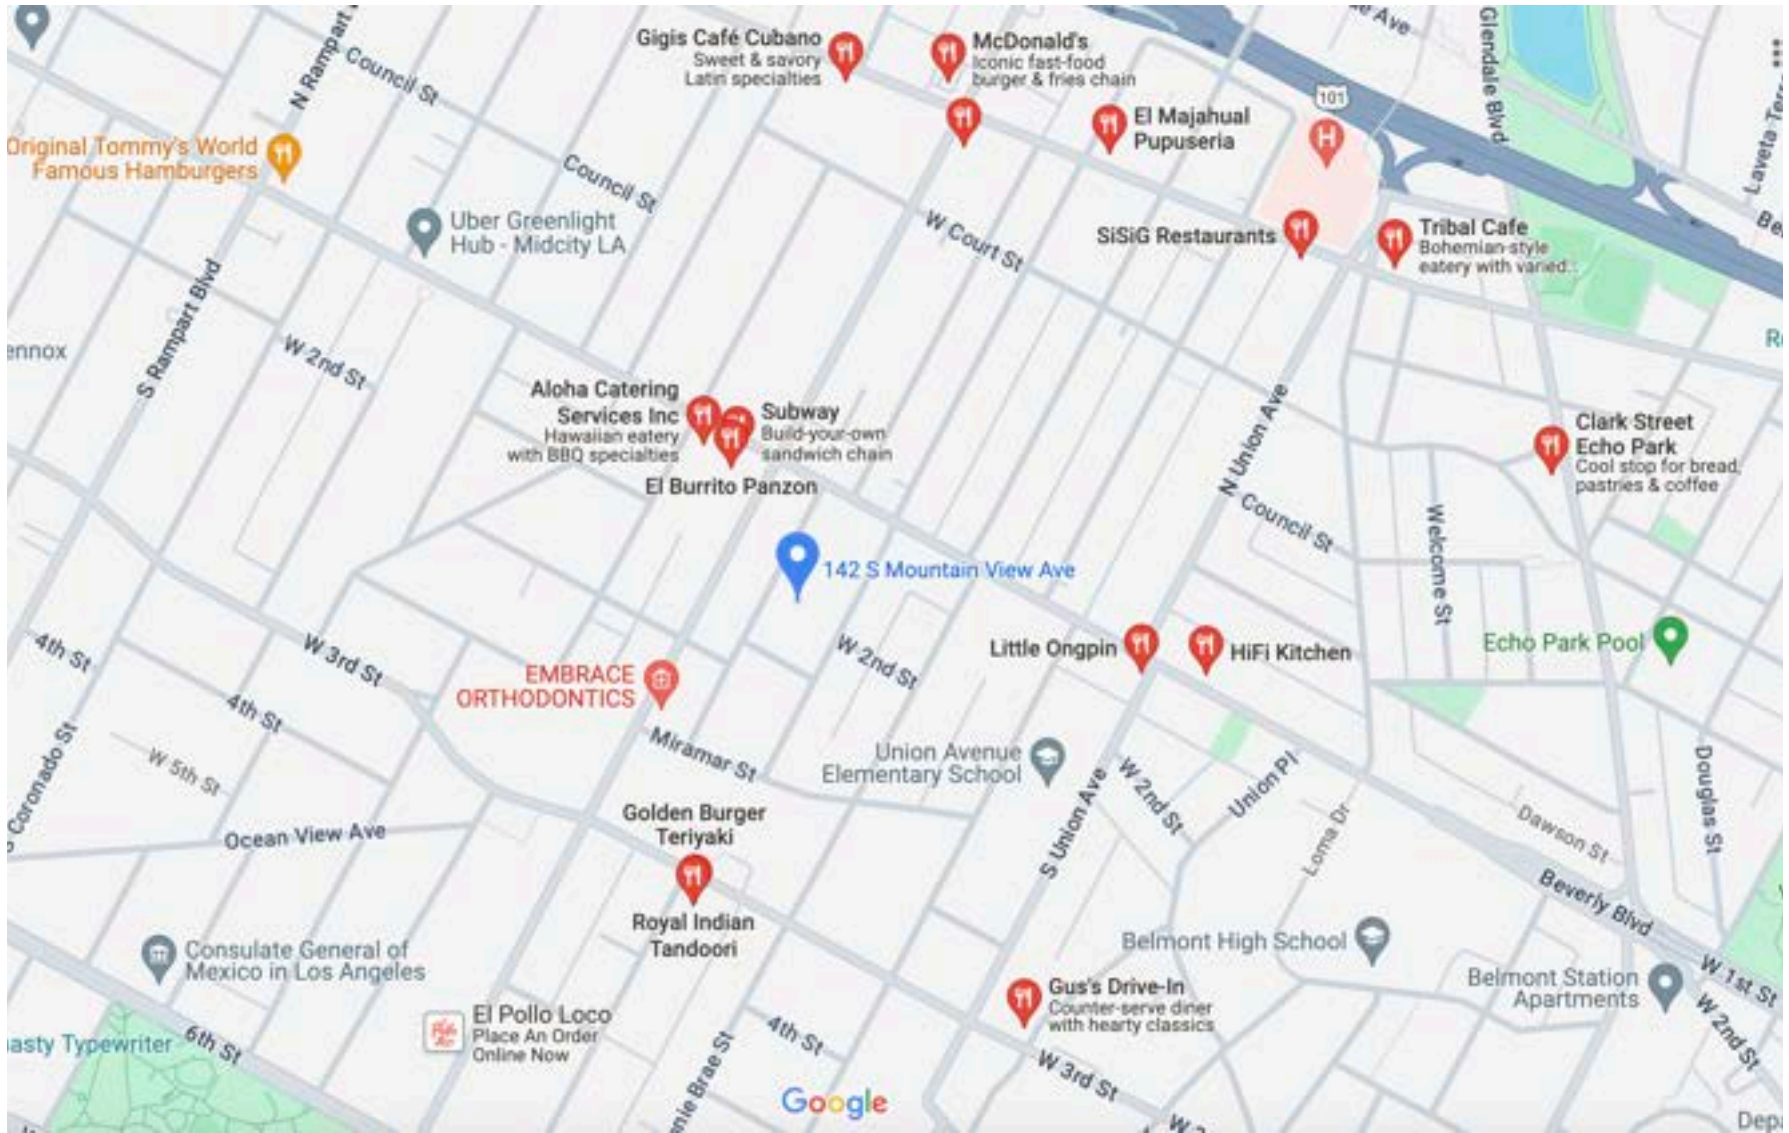 Gigis Café Cubano
Sweet & savory
Latin specialties
McDonald's
Iconic fast-food
burger & fries chain
101
Glendale Blvd
Laveta Terr
e Ave
N Rampart
Council St
El Majahual
Pupuseria
H
Original Tommy's World
Famous Hamburgers
Council St
Uber Greenlight
Hub - Midcity LA
W Court St
SiSiG Restaurants
Tribal Cafe
Bohemian-style
eatery with varied...
Be
S Rampart Blvd
ennox
W 2nd St
R
Aloha Catering
Services Inc
Hawaiian eatery
with BBQ specialties
Subway
Build-your-own
sandwich chain
El Burrito Panzon
N Union Ave
Clark Street
Echo Park
Cool stop for bread,
pastries & coffee
Council St
Welcome St
142 S Mountain View Ave
4th St
W 3rd St
W 2nd St
Little Ongpin
HiFi Kitchen
Echo Park Pool
EMBRACE
ORTHODONTICS
4th St
W 5th St
Coronado St
Miramar St
Union Avenue
Elementary School
W 2nd St
Union Pl
Douglas St
Ocean View Ave
Golden Burger
Teriyaki
S Union Ave
Loma Dr
Dawson St
Beverly Blvd
Royal Indian
Tandoori
Consulate General of
Mexico in Los Angeles
Belmont High School
W 1st St
Belmont Station
Apartments
W 2nd St
Gus's Drive-In
Counter-serve diner
with hearty classics
El Pollo Loco
Place An Order
Online Now
asty Typewriter
6th St
4th St
W 3rd St
nie Brae St
Google
W 3
Depa